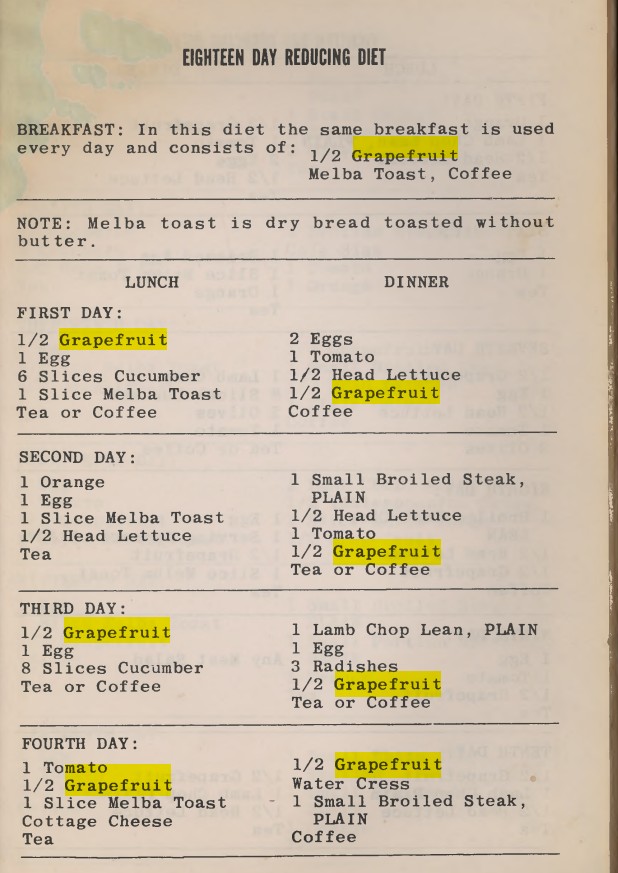 EIGHTEEN DAY REDUCING DIET
BREAKFAST: In this diet the same breakfast is used
every day and consists of:
1/2 Grapefruit
Melba Toast, Coffee
NOTE: Melba toast is dry bread toasted without
butter.
LUNCH
DINNER
FIRST DAY:
1/2 Grapefruit
1 Egg
6 Slices Cucumber
1 Slice Melba Toast
Tea or Coffee
2 Eggs
1 Tomato
1/2 Head Lettuce
1/2 Grapefruit
Coffee
SECOND DAY:
1 Orange
1 Egg
1 Slice Melba Toast
1/2 Head Lettuce
Tea
1 Small Broiled Steak,
PLAIN
1/2 Head Lettuce
1 Tomato
1/2 Grapefruit
Tea or Coffee
THIRD DAY:
1/2 Grapefruit
1 Egg
8 Slices Cucumber
Tea or Coffee
1 Lamb Chop Lean, PLAIN
1 Egg
3 Radishes
1/2 Grapefruit
Tea or Coffee
FOURTH DAY:
1 Tomato
1/2 Grapefruit
1 Slice Melba Toast
Cottage Cheese
Tea
1/2 Grapefruit
Water Cress
1 Small Broiled Steak,
PLAIN
Coffee